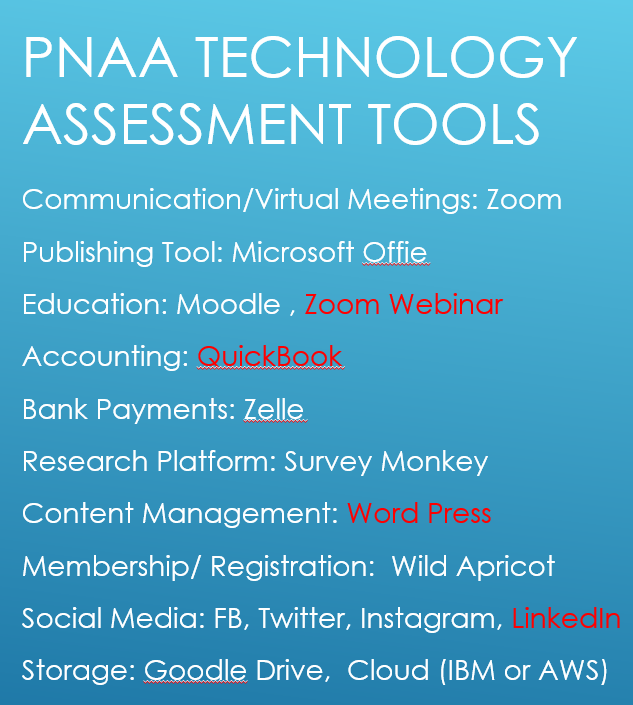 PNAA TECHNOLOGY
ASSESSMENT TOOLS
Communication/Virtual Meetings: Zoom
Publishing Tool: Microsoft Offie
Education: Moodle , Zoom Webinar
Accounting: QuickBook
Bank Payments: Zelle
Research Platform: Survey Monkey
Content Management: Word Press
Membership/ Registration:  Wild Apricot
Social Media: FB, Twitter, Instagram, LinkedIn
Storage: Goodle Drive,  Cloud (IBM or AWS)